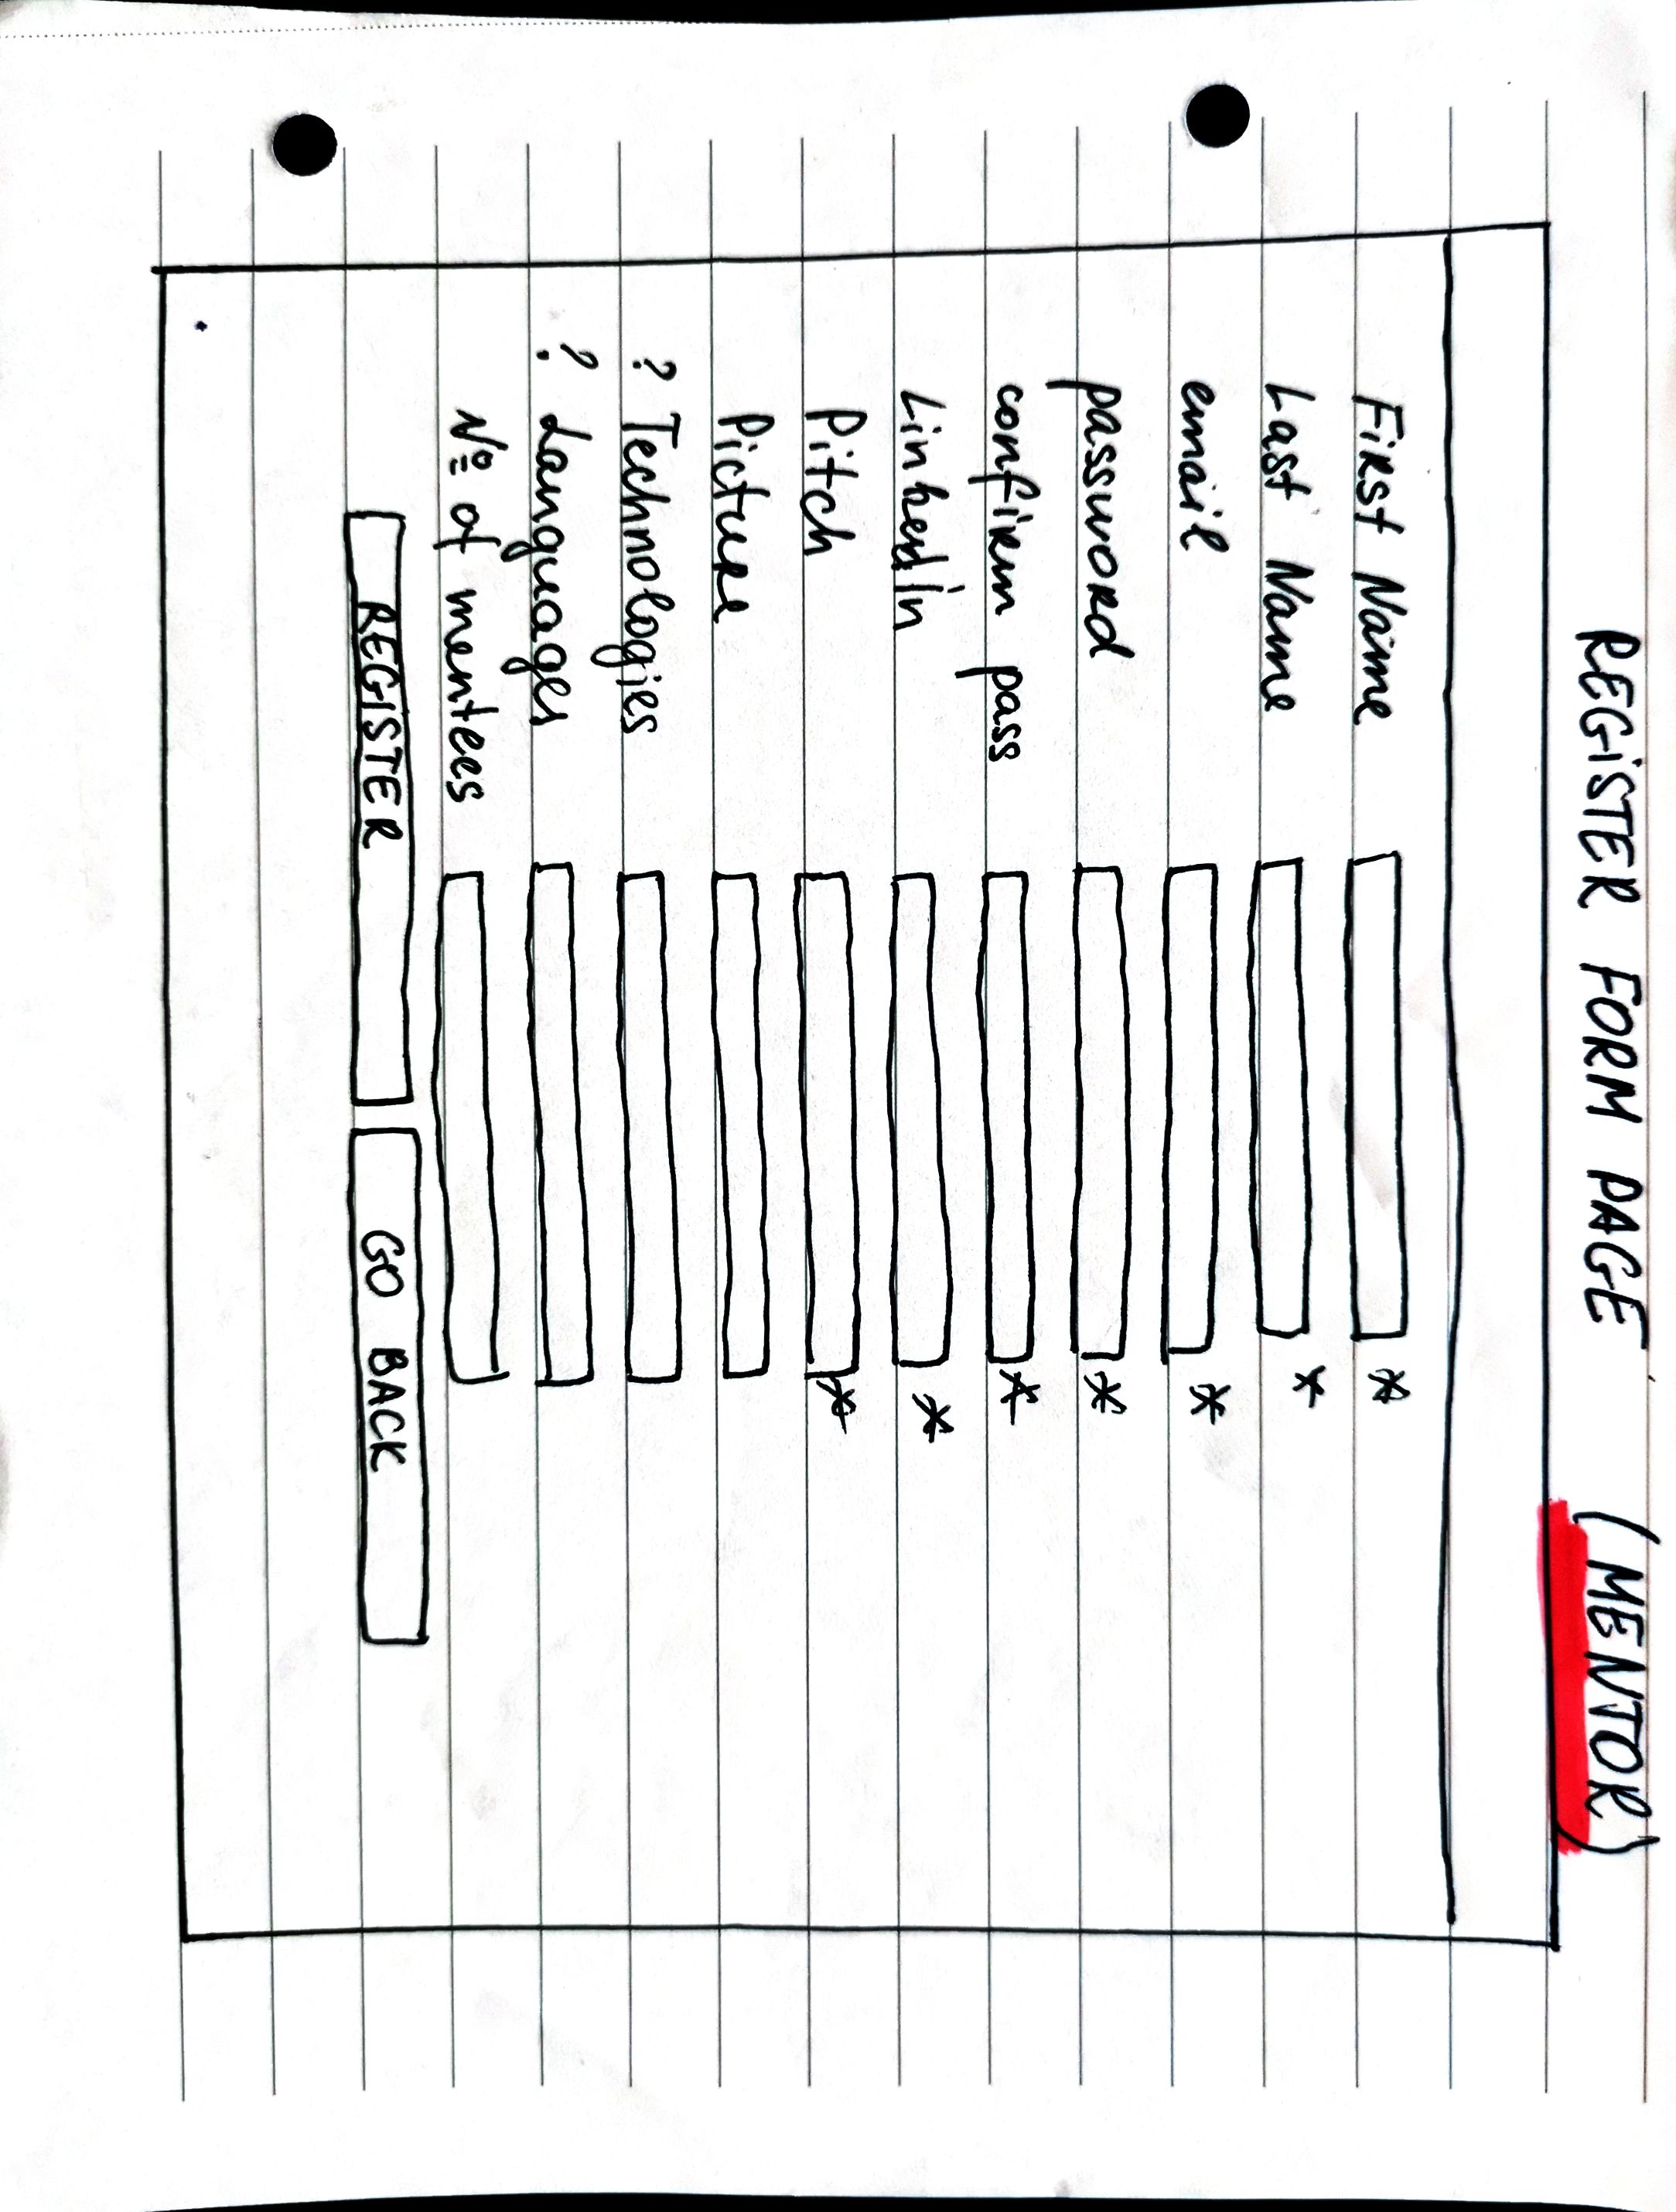 REGISTER FORM PAGE (MENTOR)
First Name *
Last Name *
email *
password *
confirm pass *
Linkedin *
Pitch *
Picture
? Technologies
? Languages
Nº of mentees
REGISTER GO BACK